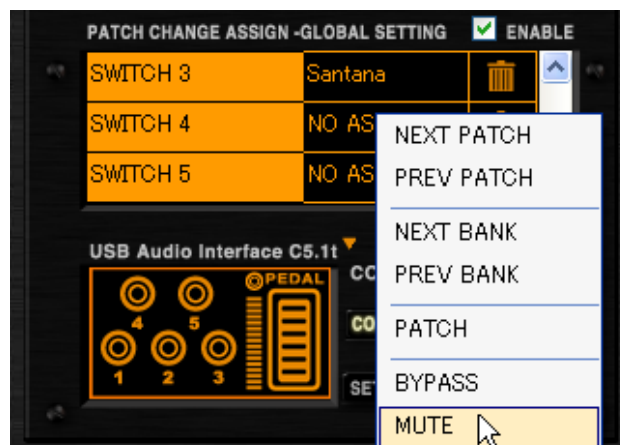 PATCH CHANGE ASSIGN -GLOBAL SETTING ENABLE
SWITCH 3 Santana
SWITCH 4 NO AS
SWITCH 5 NO AS
NEXT PATCH
PREV PATCH
NEXT BANK
PREV BANK
PATCH
BYPASS
MUTE
USB Audio Interface C5.1t
PEDAL
4 5
1 2 3
CO
CO
SE